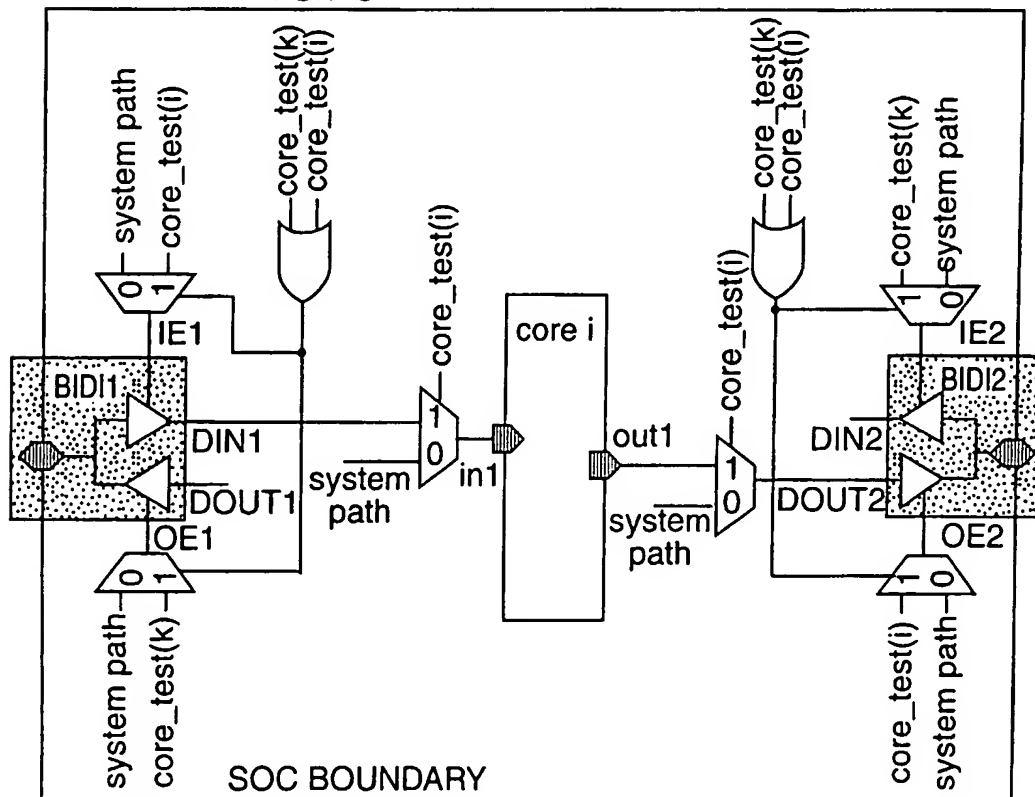 system path
core_test(i)
core_test(k)
core_test(i)
core_test(k)
core_test(i)
core_test(k)
system path
0
1
core_test(i)
core_test(i)
1
0
IE1
core i
IE2
BIDI1
BIDI2
1
0
out1
DIN1
1
0
DIN2
system
path
in1
DOUT1
DOUT2
system
path
OE1
OE2
0
1
1
0
system path
core_test(k)
core_test(i)
system path
SOC BOUNDARY